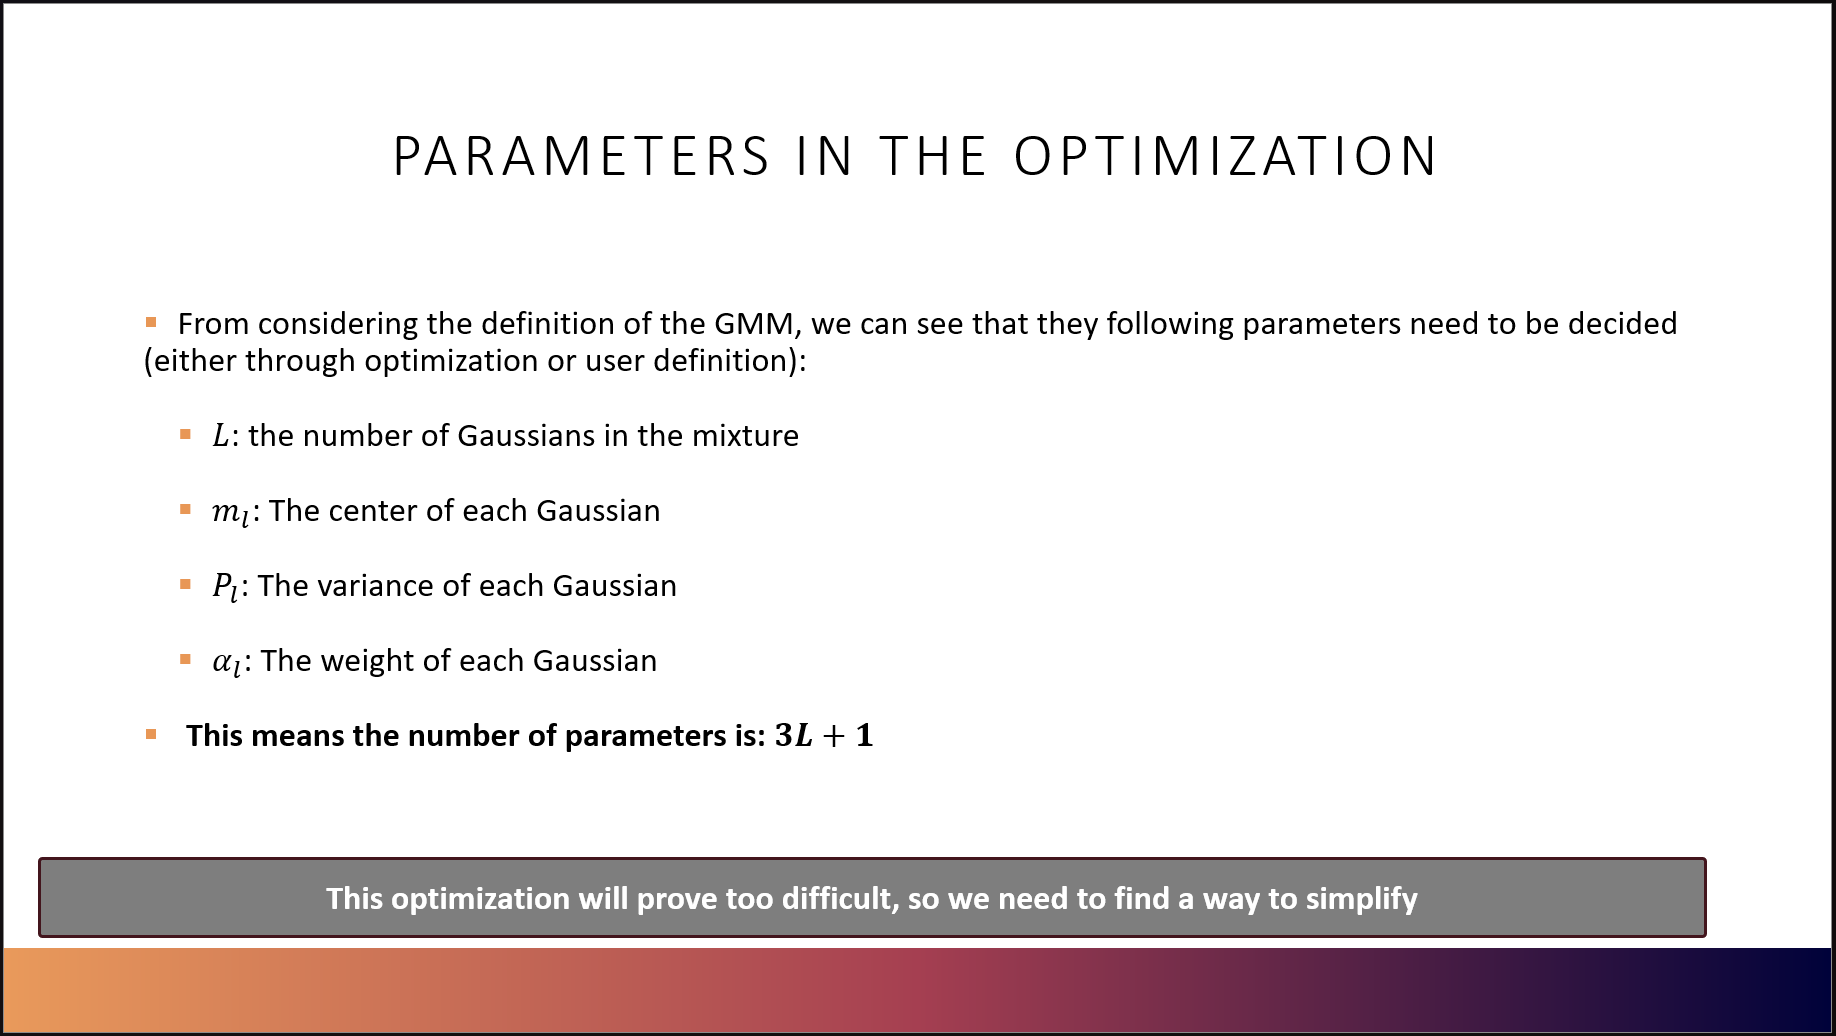 PARAMETERS IN THE OPTIMIZATION
▪ From considering the definition of the GMM, we can see that they following parameters need to be decided
(either through optimization or user definition):
▪ 𝐿: the number of Gaussians in the mixture
▪ 𝑚ₗ: The center of each Gaussian
▪ 𝑃ₗ: The variance of each Gaussian
▪ 𝛼ₗ: The weight of each Gaussian
▪ This means the number of parameters is: 𝟑𝑳 + 𝟏
This optimization will prove too difficult, so we need to find a way to simplify